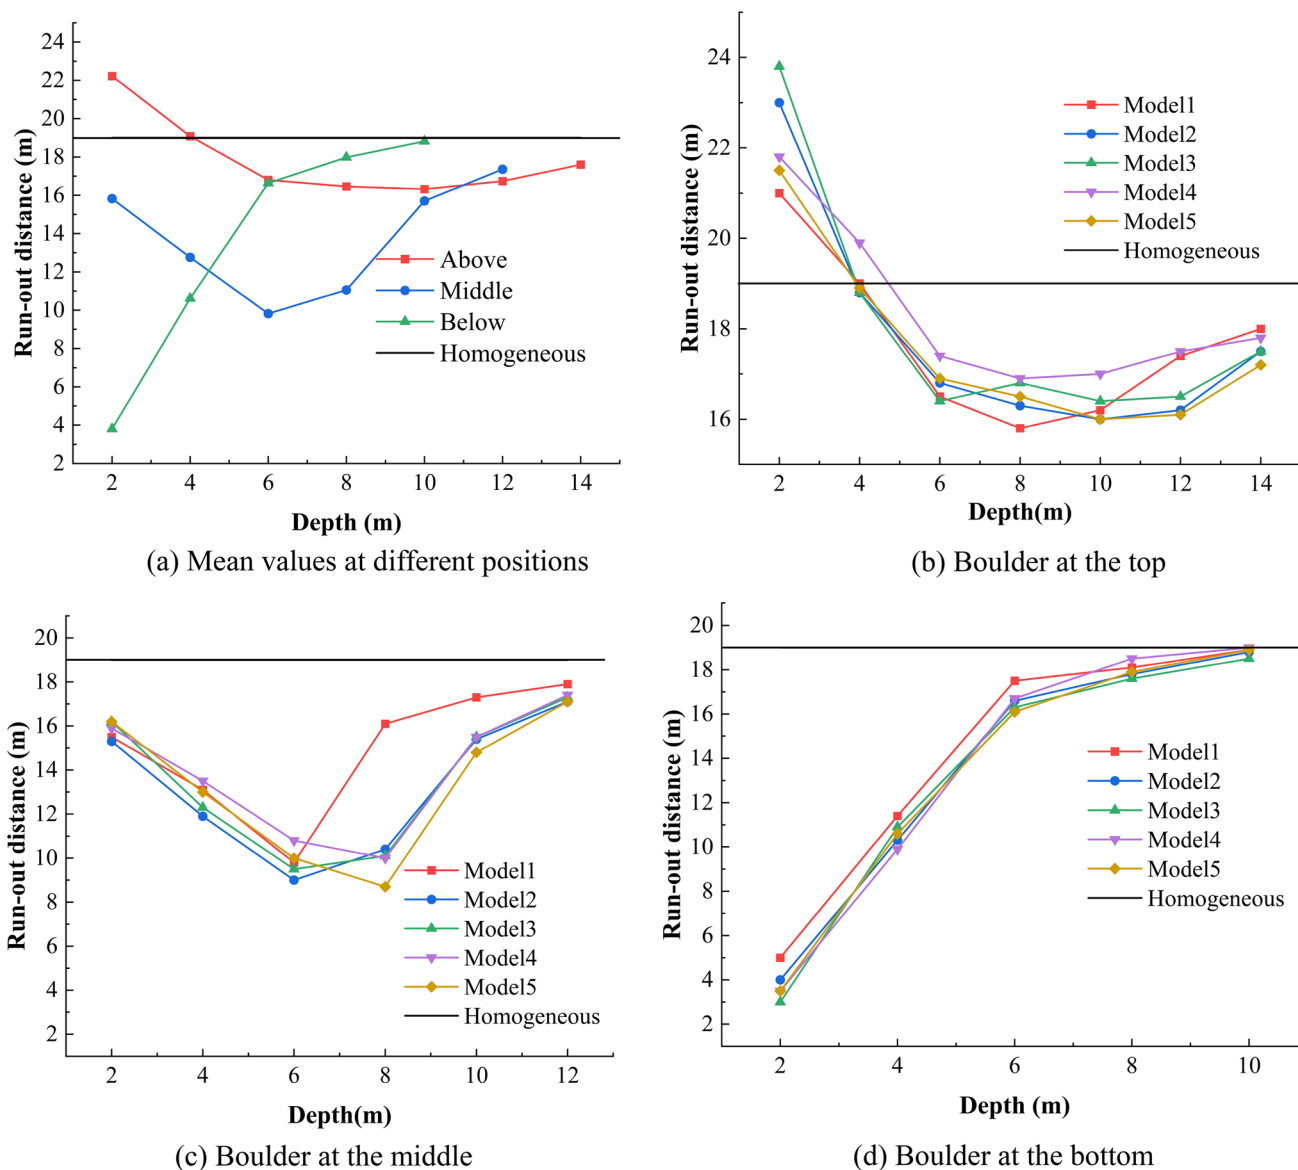 24
22
20
18
16
14
12
10
8
6
4
2
Run-out distance (m)
Above
Middle
Below
Homogeneous
2 4 6 8 10 12 14
Depth (m)
(a) Mean values at different positions
24
22
20
18
16
Run-out distance (m)
Model1
Model2
Model3
Model4
Model5
Homogeneous
2 4 6 8 10 12 14
Depth(m)
(b) Boulder at the top
20
18
16
14
12
10
8
6
4
2
Run-out distance (m)
Model1
Model2
Model3
Model4
Model5
Homogeneous
2 4 6 8 10 12
Depth(m)
(c) Boulder at the middle
20
18
16
14
12
10
8
6
4
2
Run-out distance (m)
Model1
Model2
Model3
Model4
Model5
Homogeneous
2 4 6 8 10
Depth (m)
(d) Boulder at the bottom